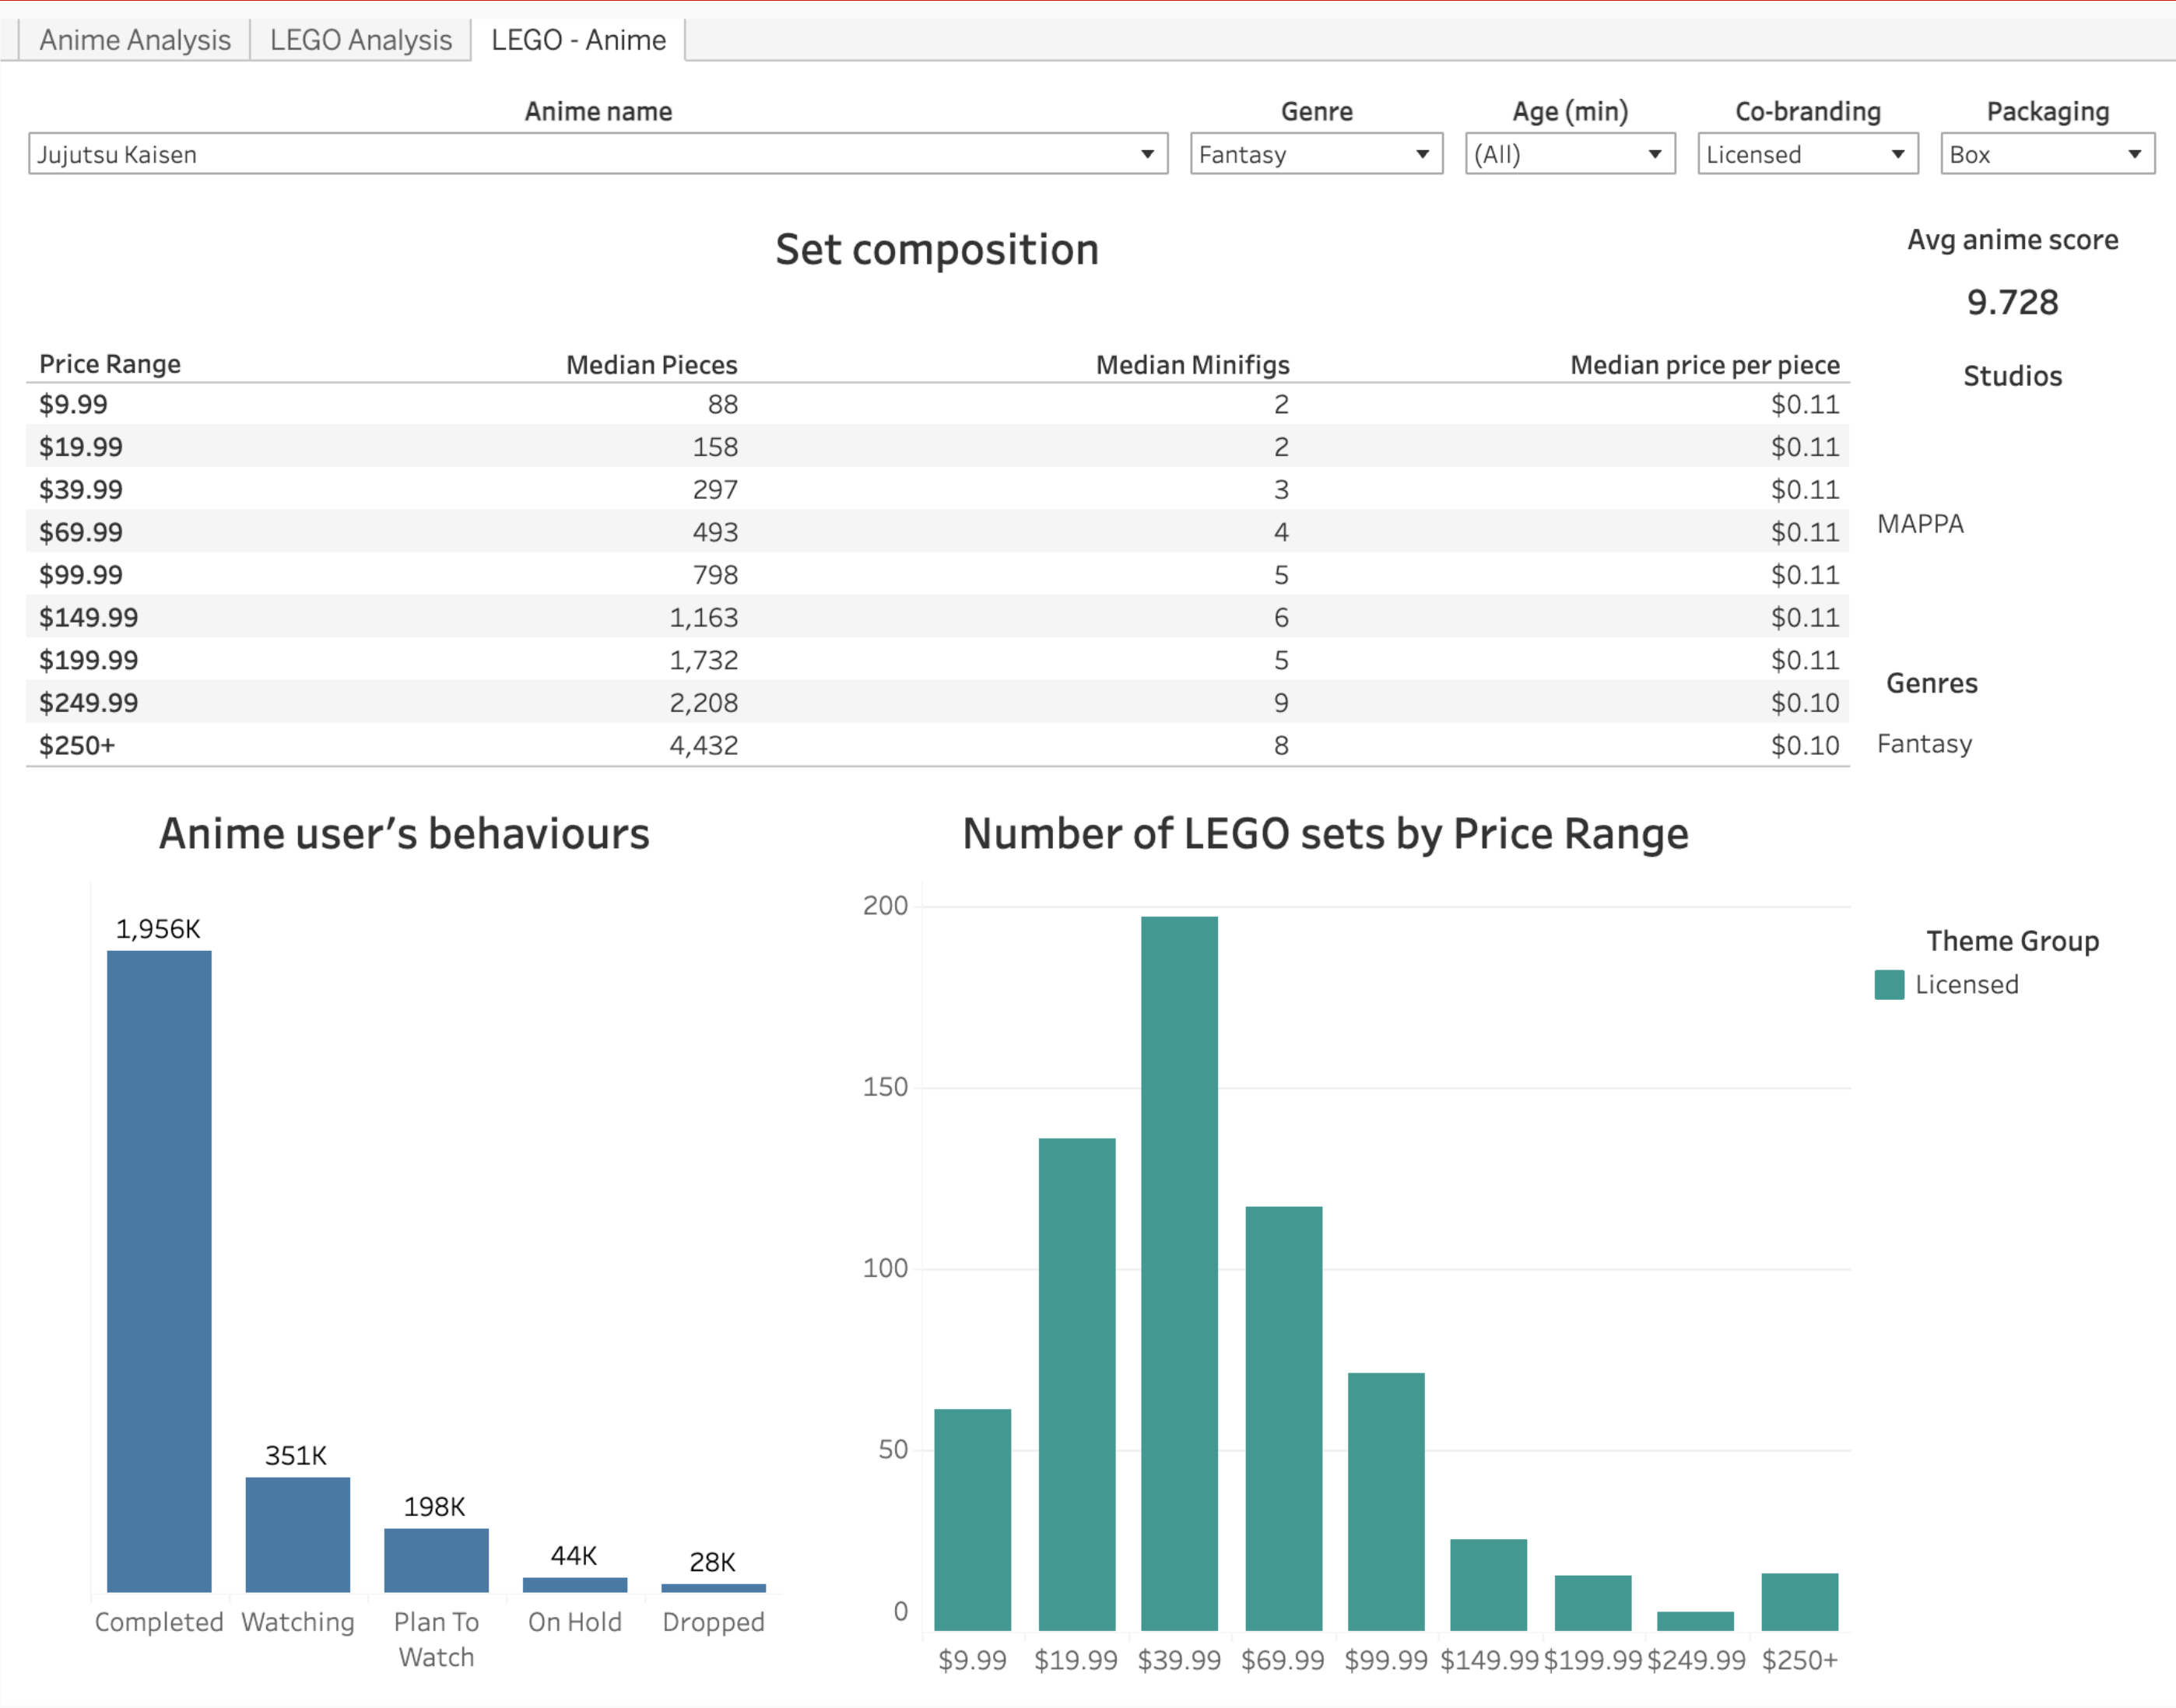 Anime Analysis LEGO Analysis LEGO - Anime
Anime name Genre Age (min) Co-branding Packaging
Jujutsu Kaisen Fantasy (All) Licensed Box
Set composition
Avg anime score
9.728
Studios
MAPPA
Genres
Fantasy
Price Range Median Pieces Median Minifigs Median price per piece
$9.99 88 2 $0.11
$19.99 158 2 $0.11
$39.99 297 3 $0.11
$69.99 493 4 $0.11
$99.99 798 5 $0.11
$149.99 1,163 6 $0.11
$199.99 1,732 5 $0.11
$249.99 2,208 9 $0.10
$250+ 4,432 8 $0.10
Anime user’s behaviours
1,956K
351K
198K
44K
28K
Completed Watching Plan To Watch On Hold Dropped
Number of LEGO sets by Price Range
200
150
100
50
0
$9.99 $19.99 $39.99 $69.99 $99.99 $149.99 $199.99 $249.99 $250+
Theme Group
Licensed